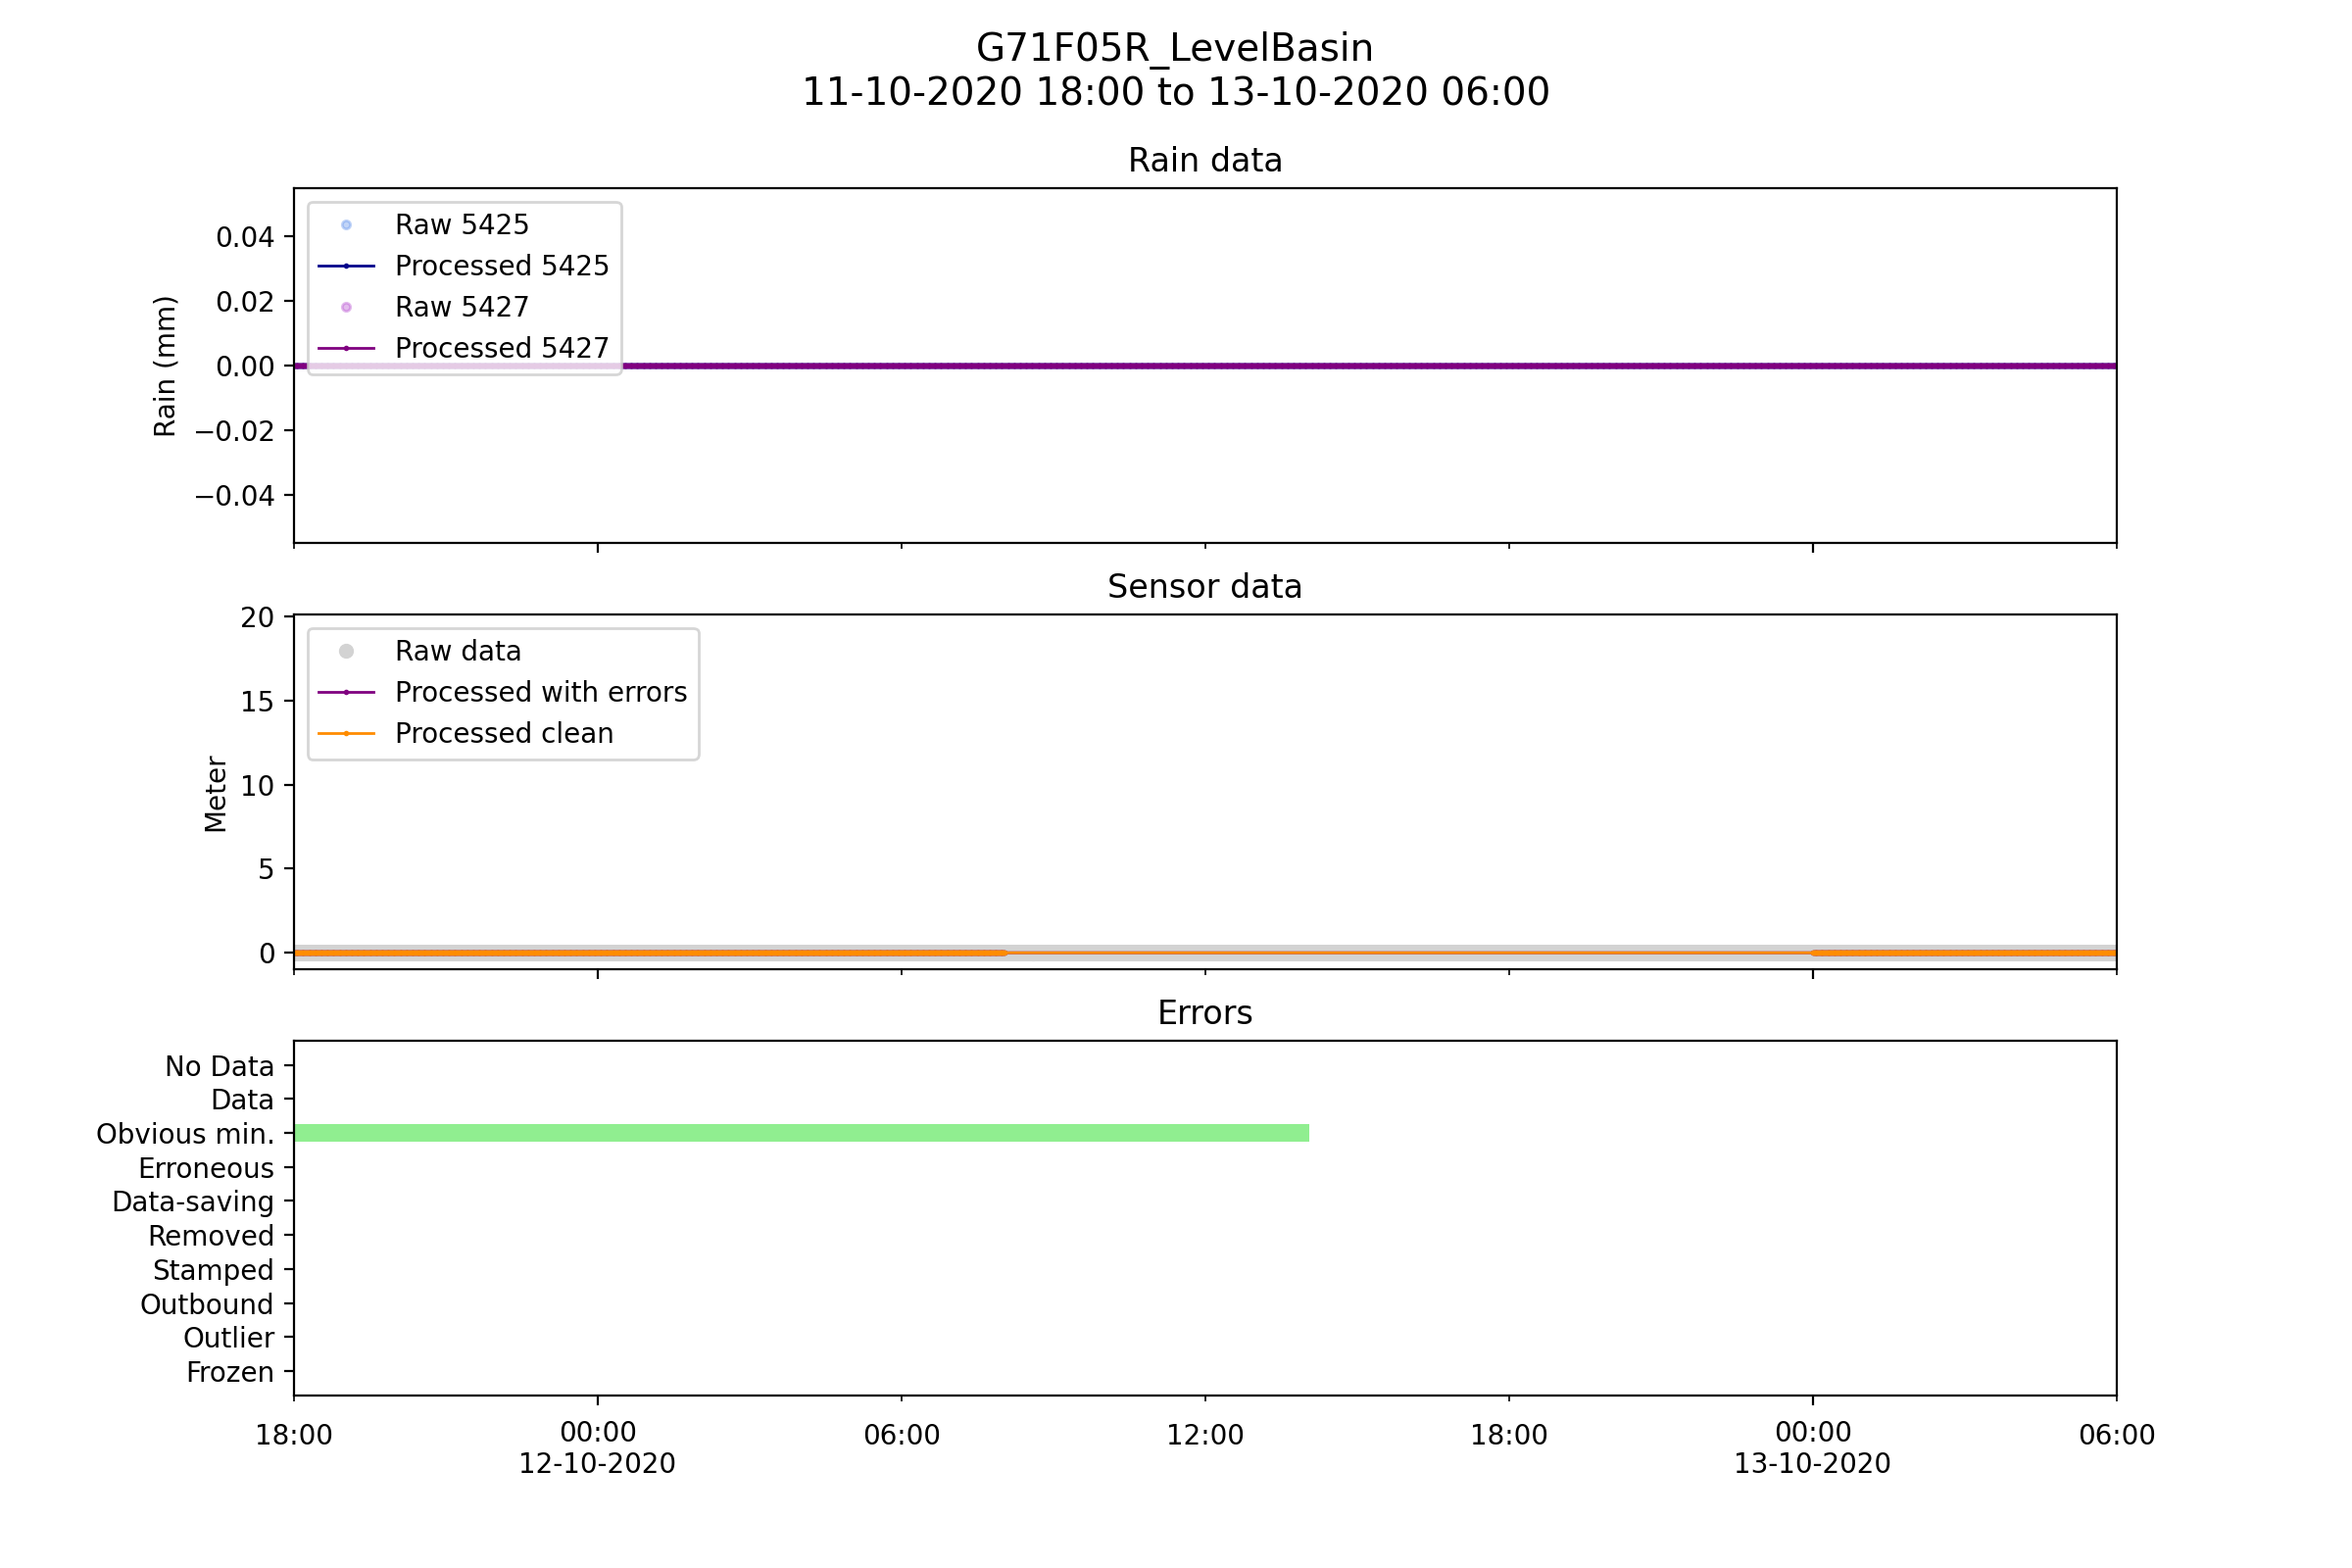 G71F05R_LevelBasin
11-10-2020 18:00 to 13-10-2020 06:00
Rain data
Rain (mm)
0.04
0.02
0.00
−0.02
−0.04
Raw 5425
Processed 5425
Raw 5427
Processed 5427
Sensor data
Meter
20
15
10
5
0
Raw data
Processed with errors
Processed clean
Errors
No Data
Data
Obvious min.
Erroneous
Data-saving
Removed
Stamped
Outbound
Outlier
Frozen
18:00 00:00 06:00 12:00 18:00 00:00 06:00
12-10-2020 13-10-2020